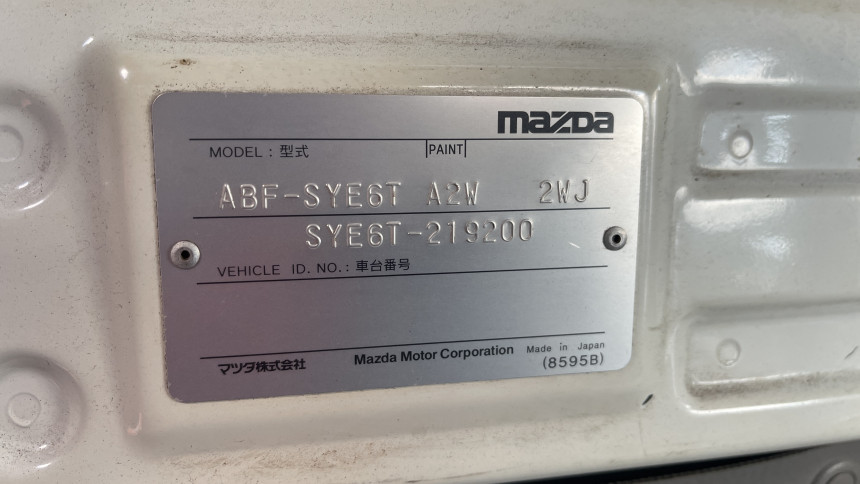 mazda
MODEL : 型式 PAINT
ABF-SYE6T A2W 2WJ
SYE6T-219200
VEHICLE ID. NO. : 車台番号
マツダ株式会社 Mazda Motor Corporation Made in Japan
(8595B)